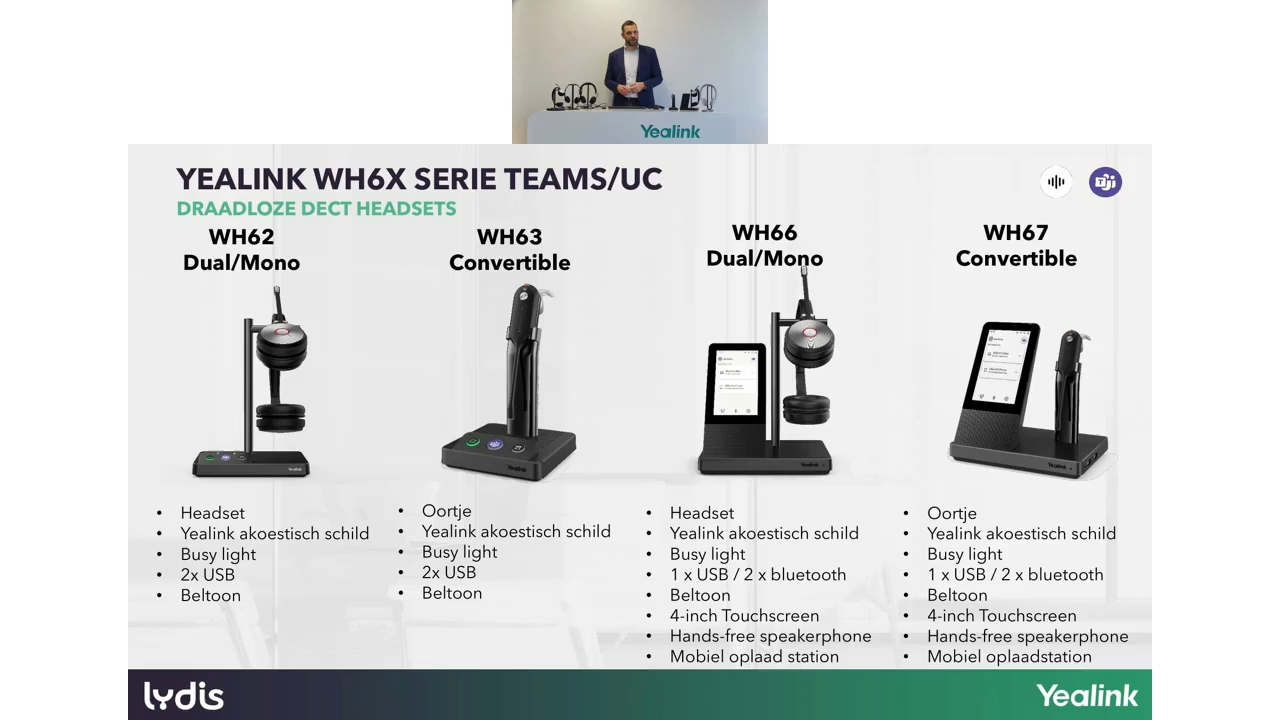 Yealink
YEALINK WH6X SERIE TEAMS/UC
DRAADLOZE DECT HEADSETS
WH62
Dual/Mono
WH63
Convertible
WH66
Dual/Mono
WH67
Convertible
Yealink
Yealink
Yealink
Yealink
• Headset
• Yealink akoestisch schild
• Busy light
• 2x USB
• Beltoon
• Oortje
• Yealink akoestisch schild
• Busy light
• 2x USB
• Beltoon
• Headset
• Yealink akoestisch schild
• Busy light
• 1 x USB / 2 x bluetooth
• Beltoon
• 4-inch Touchscreen
• Hands-free speakerphone
• Mobiel oplaad station
• Oortje
• Yealink akoestisch schild
• Busy light
• 1 x USB / 2 x bluetooth
• Beltoon
• 4-inch Touchscreen
• Hands-free speakerphone
• Mobiel oplaadstation
lydis
Yealink